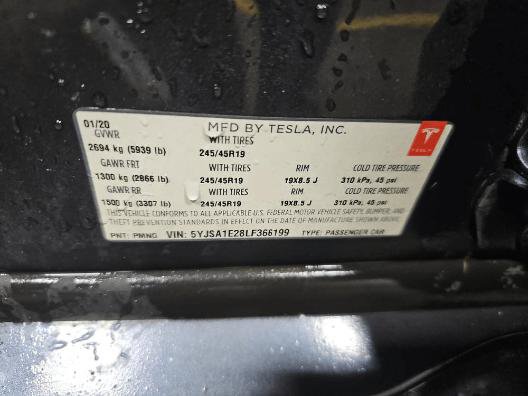 01/20 MFD BY TESLA, INC.
GVWR WITH TIRES
2694 kg (5939 lb) 245/45R19
GAWR FRT WITH TIRES RIM COLD TIRE PRESSURE
1300 kg (2866 lb) 245/45R19 19X8.5 J 310 kPa, 45 psi
GAWR RR WITH TIRES RIM COLD TIRE PRESSURE
1500 kg (3307 lb) 245/45R19 19X8.5 J 310 kPa, 45 psi
THIS VEHICLE CONFORMS TO ALL APPLICABLE U.S. FEDERAL MOTOR VEHICLE SAFETY, BUMPER, AND
THEFT PREVENTION STANDARDS IN EFFECT ON THE DATE OF MANUFACTURE SHOWN ABOVE.
PNT: PMNG VIN: 5YJSA1E28LF366199 TYPE: PASSENGER CAR
TESLA